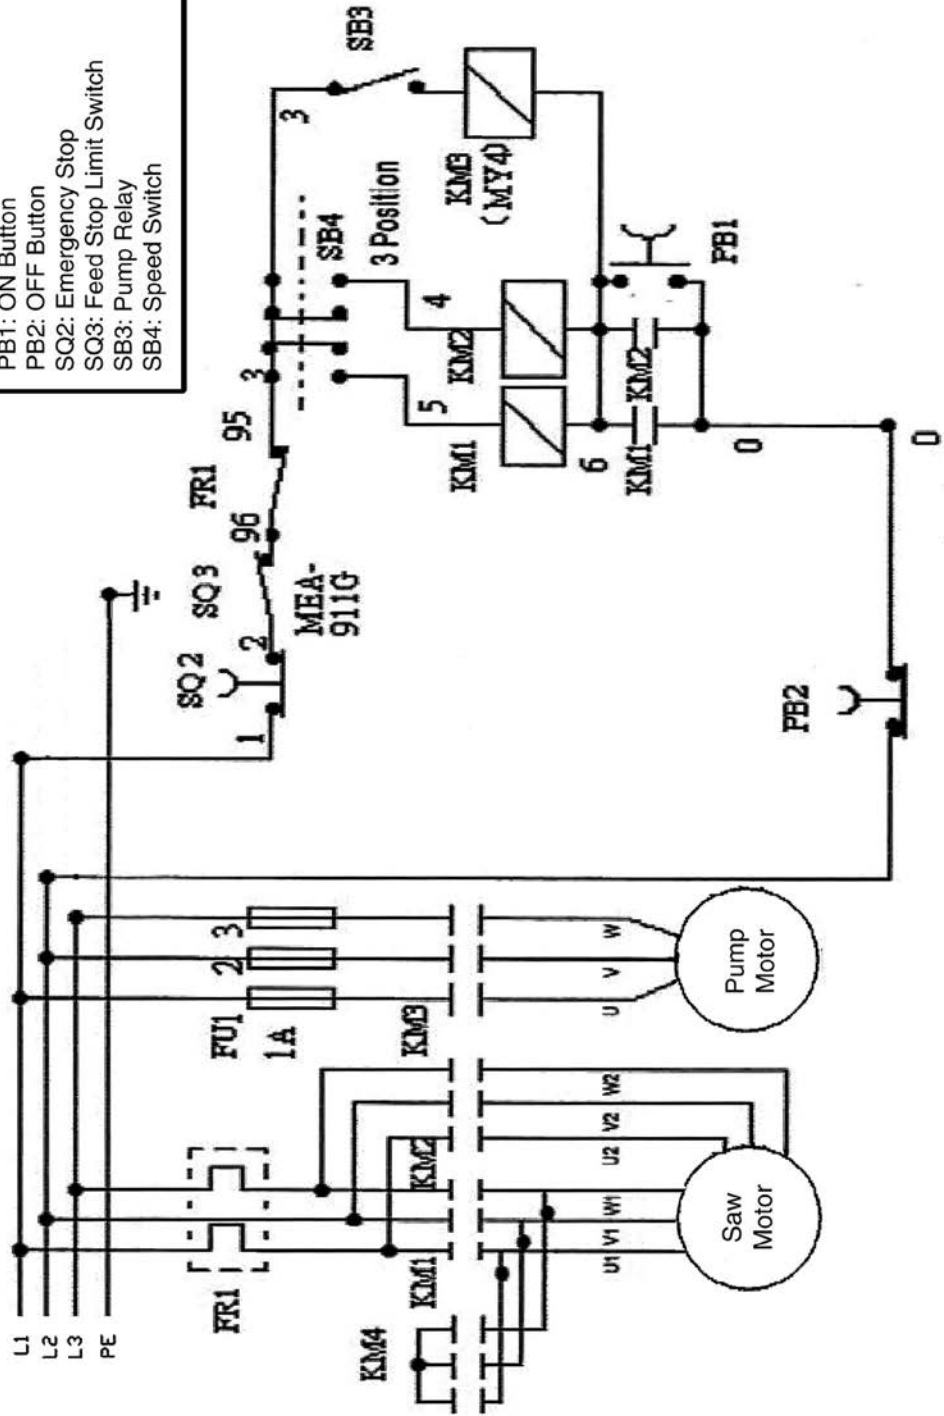 PB1: ON Button
PB2: OFF Button
SQ2: Emergency Stop
SQ3: Feed Stop Limit Switch
SB3: Pump Relay
SB4: Speed Switch
L1
L2
L3
PE
FR1
KM4
KM1
KM2
U1
V1
W1
U2
V2
W2
Saw
Motor
FU1
1A
2
3
KM3
U
V
W
Pump
Motor
1
SQ2
2
SQ3
MEA-
911G
96
FR1
95
3
SB4
3 Position
3
SB3
5
4
KM1
KM2
KM3
(MY4)
6
KM1
KM2
PB1
0
0
PB2